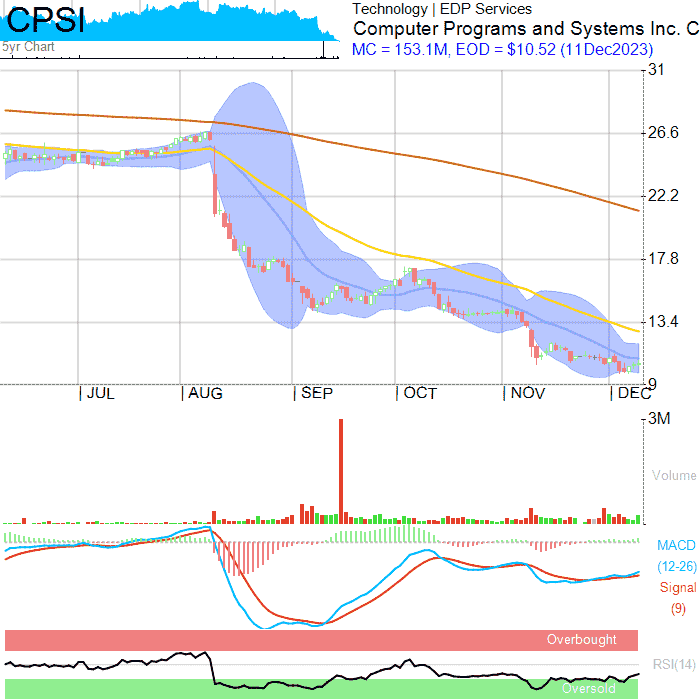 CPSI
5yr Chart
Technology | EDP Services
Computer Programs and Systems Inc. C
MC = 153.1M, EOD = $10.52 (11Dec2023)
31
26.6
22.2
17.8
13.4
9
JUL
AUG
SEP
OCT
NOV
DEC
3M
Volume
MACD
(12-26)
Signal
(9)
Overbought
RSI(14)
Oversold